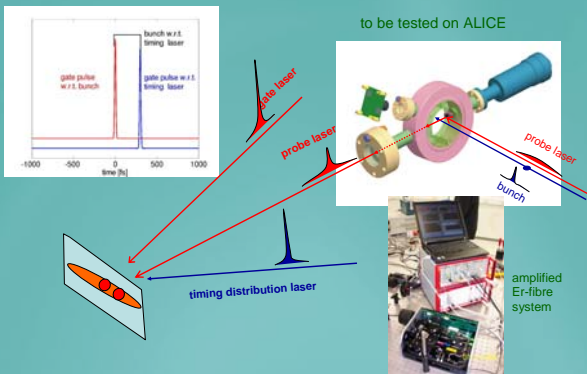 to be tested on ALICE
bunch w.r.t.
timing laser
gate pulse
w.r.t. bunch
gate pulse w.r.t.
timing laser
-1000
-500
0
500
1000
time [fs]
gate laser
probe laser
probe laser
bunch
timing distribution laser
amplified
Er-fibre
system